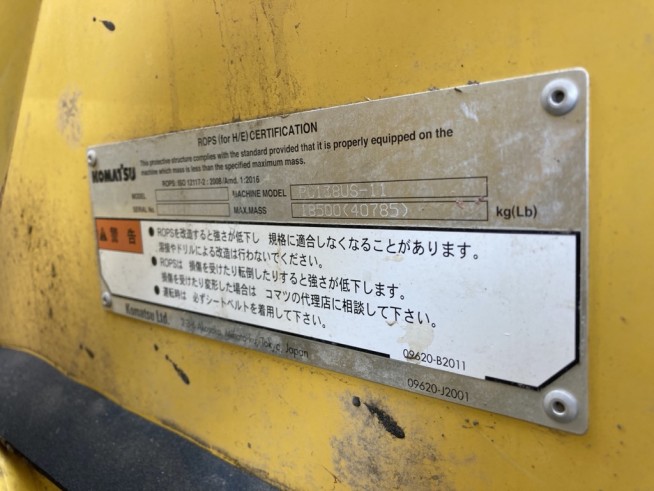 ROPS (for H/E) CERTIFICATION
KOMATSU
This protective structure complies with the standard provided that it is properly equipped on the
machine which mass is less than the specified maximum mass.
ROPS: ISO 12117-2 : 2008 /Amd. 1:2016
MODEL MACHINE MODEL PC138US-11
SERIAL No. MAX.MASS 18500(40785) kg(Lb)
警告
● ROPSを改造すると強さが低下し 規格に適合しなくなることがあります。
溶接やドリルによる改造は行わないでください。
● ROPSは 損傷を受けたり転倒したりすると強さが低下します。
損傷を受けたり変形した場合は コマツの代理店に相談して下さい。
● 運転時は 必ずシートベルトを着用して下さい。
09620-B2011
Komatsu Ltd.
Tokyo, Japan
09620-J2001